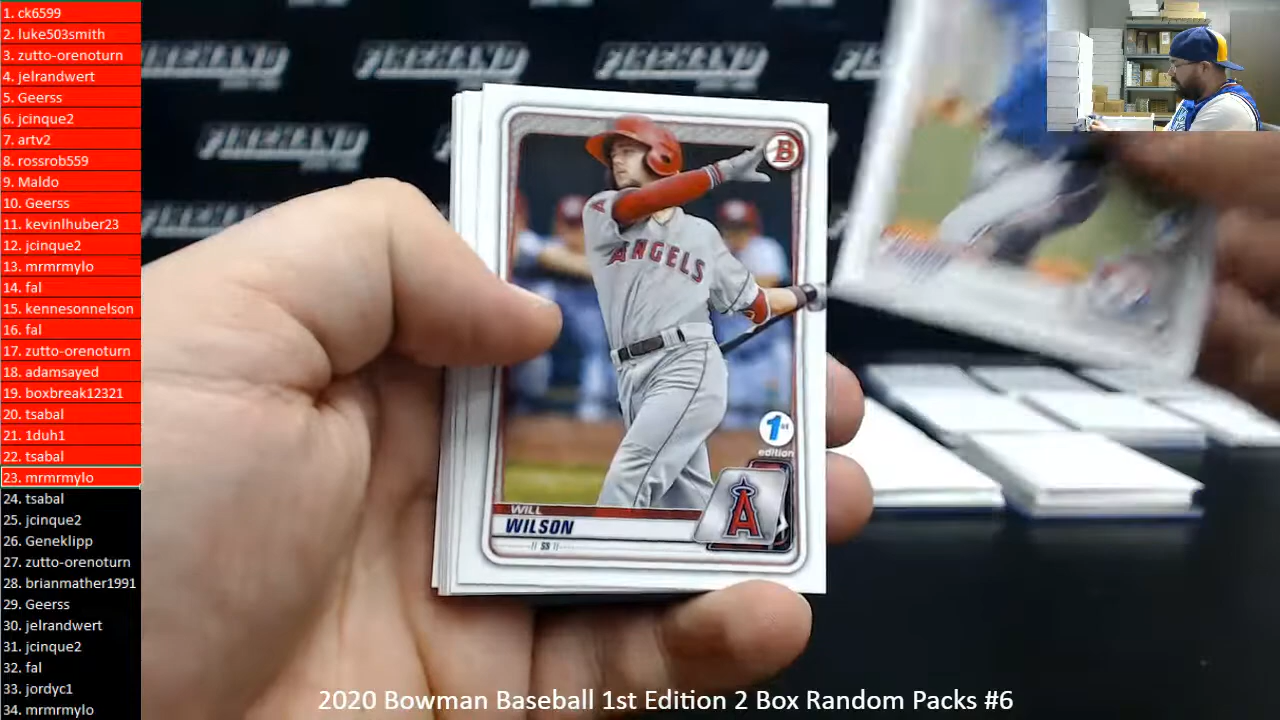 1. ck6599
2. luke503smith
3. zutto-orenoturn
4. jelrandwert
5. Geerss
6. jcinque2
7. artv2
8. rossrob559
9. Maldo
10. Geerss
11. kevinlhuber23
12. jcinque2
13. mrmrmylo
14. fal
15. kennesonnelson
16. fal
17. zutto-orenoturn
18. adamsayed
19. boxbreak12321
20. tsabal
21. 1duh1
22. tsabal
23. mrmrmylo
24. tsabal
25. jcinque2
26. Geneklipp
27. zutto-orenoturn
28. brianmather1991
29. Geerss
30. jelrandwert
31. jcinque2
32. fal
33. jordyc1
34. mrmrmylo
FIREHAND FIREHAND FIREHAND
FIREHAND
B
ANGELS
1st
edition
A
WILL
WILSON
// SS //
2020 Bowman Baseball 1st Edition 2 Box Random Packs #6